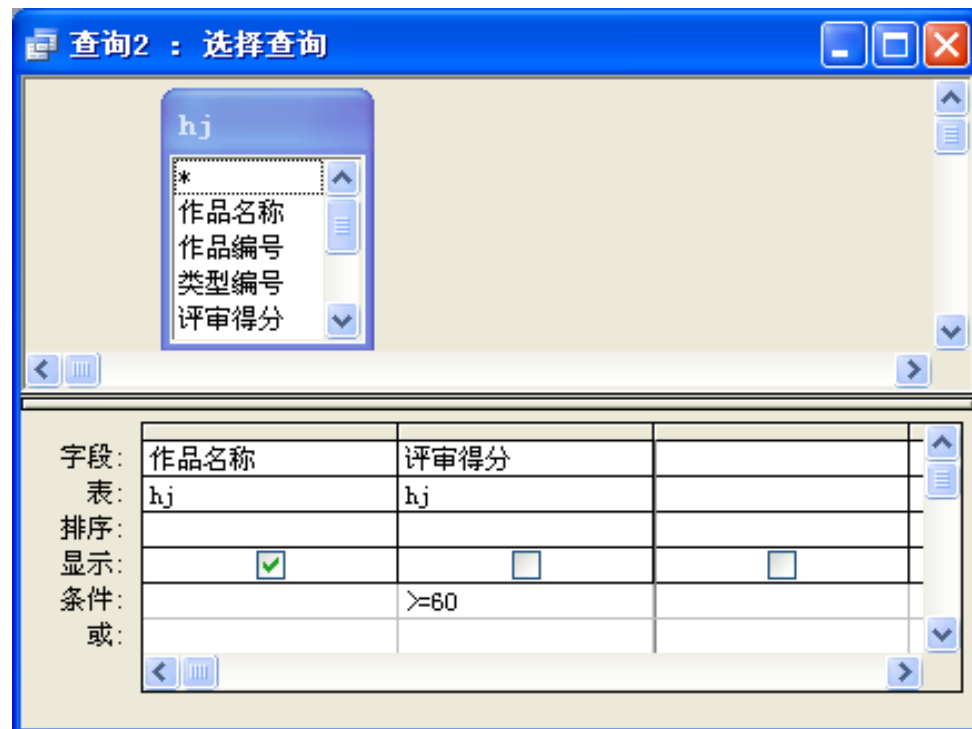 查询2 : 选择查询
hj
*
作品名称
作品编号
类型编号
评审得分
字段: 作品名称 评审得分
表: hj hj
排序:
显示:
条件: >=60
或: